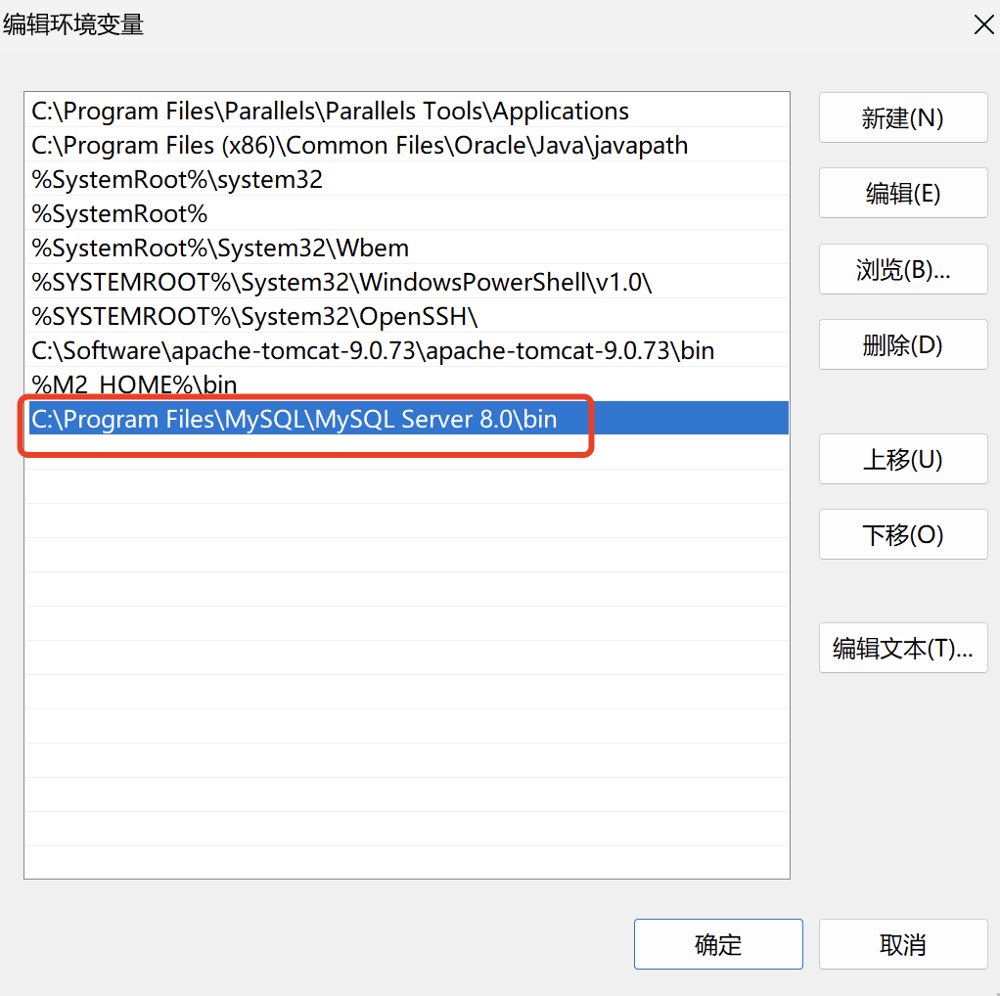 编辑环境变量
C:\Program Files\Parallels\Parallels Tools\Applications
C:\Program Files (x86)\Common Files\Oracle\Java\javapath
%SystemRoot%\system32
%SystemRoot%
%SystemRoot%\System32\Wbem
%SYSTEMROOT%\System32\WindowsPowerShell\v1.0\
%SYSTEMROOT%\System32\OpenSSH\
C:\Software\apache-tomcat-9.0.73\apache-tomcat-9.0.73\bin
%M2_HOME%\bin
C:\Program Files\MySQL\MySQL Server 8.0\bin
新建(N)
编辑(E)
浏览(B)...
删除(D)
上移(U)
下移(O)
编辑文本(T)...
确定
取消